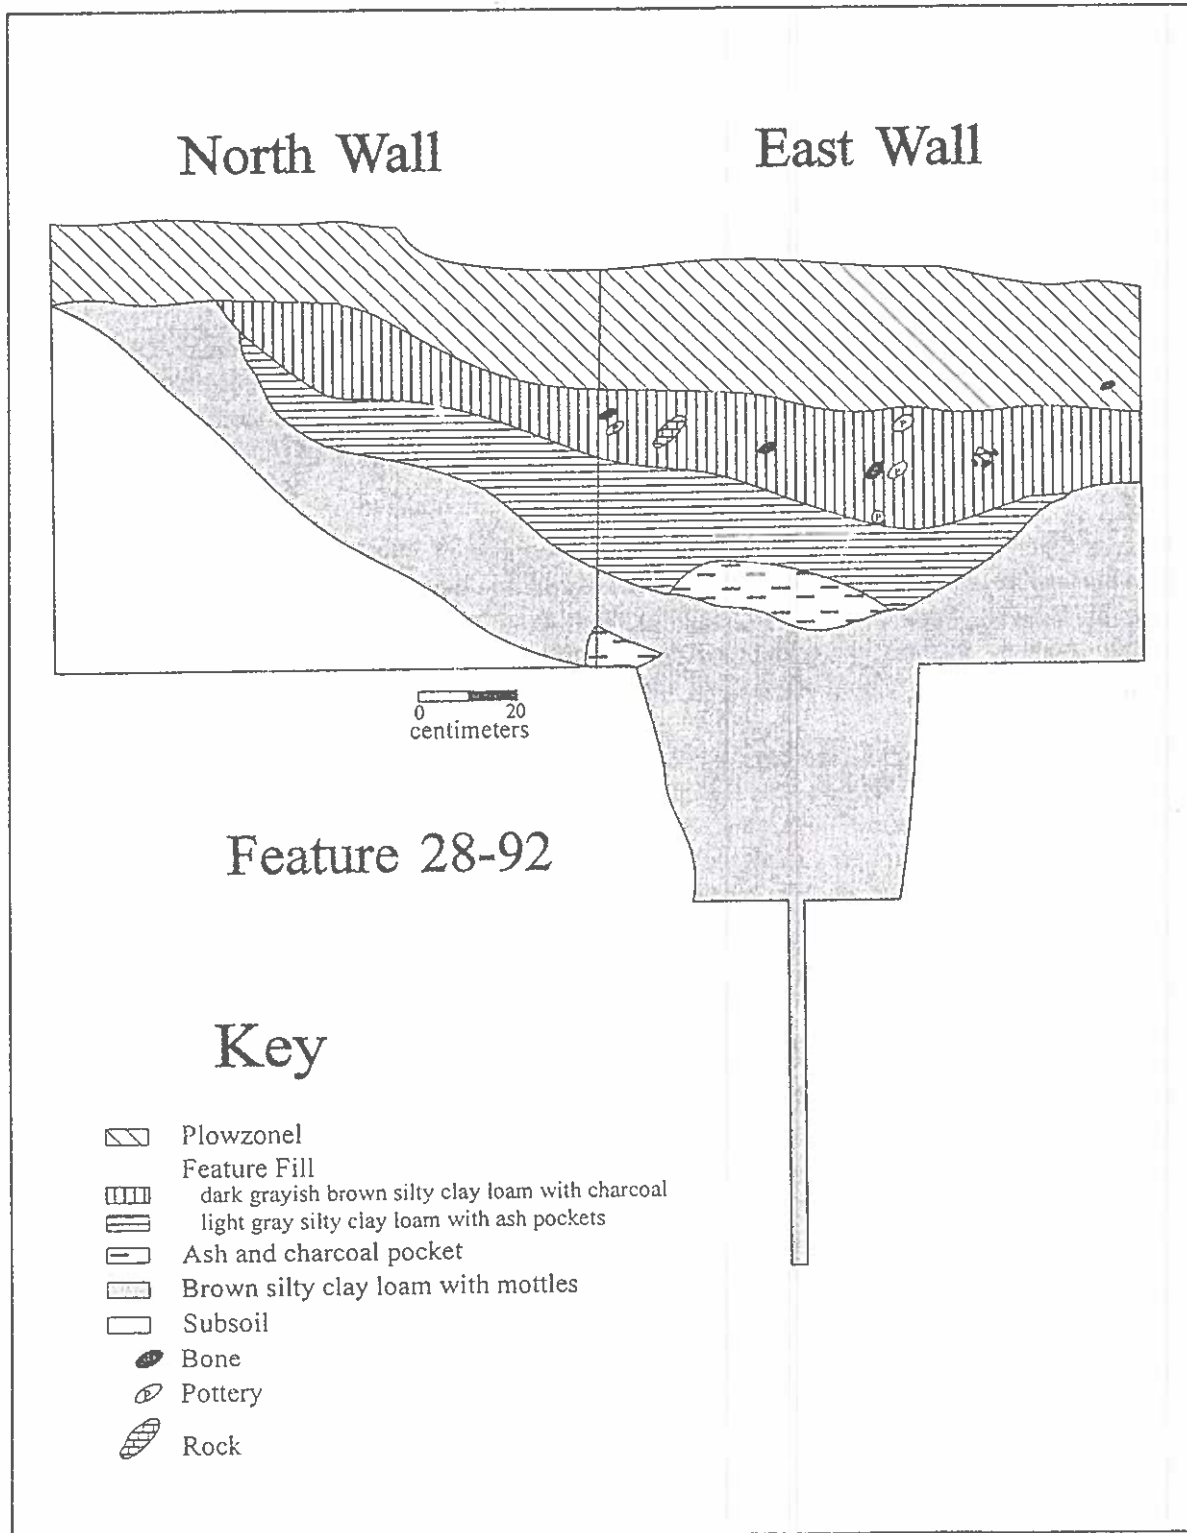 North Wall
East Wall
0 20
centimeters
Feature 28-92
Key
Plowzonel
Feature Fill
dark grayish brown silty clay loam with charcoal
light gray silty clay loam with ash pockets
Ash and charcoal pocket
Brown silty clay loam with mottles
Subsoil
Bone
P Pottery
Rock